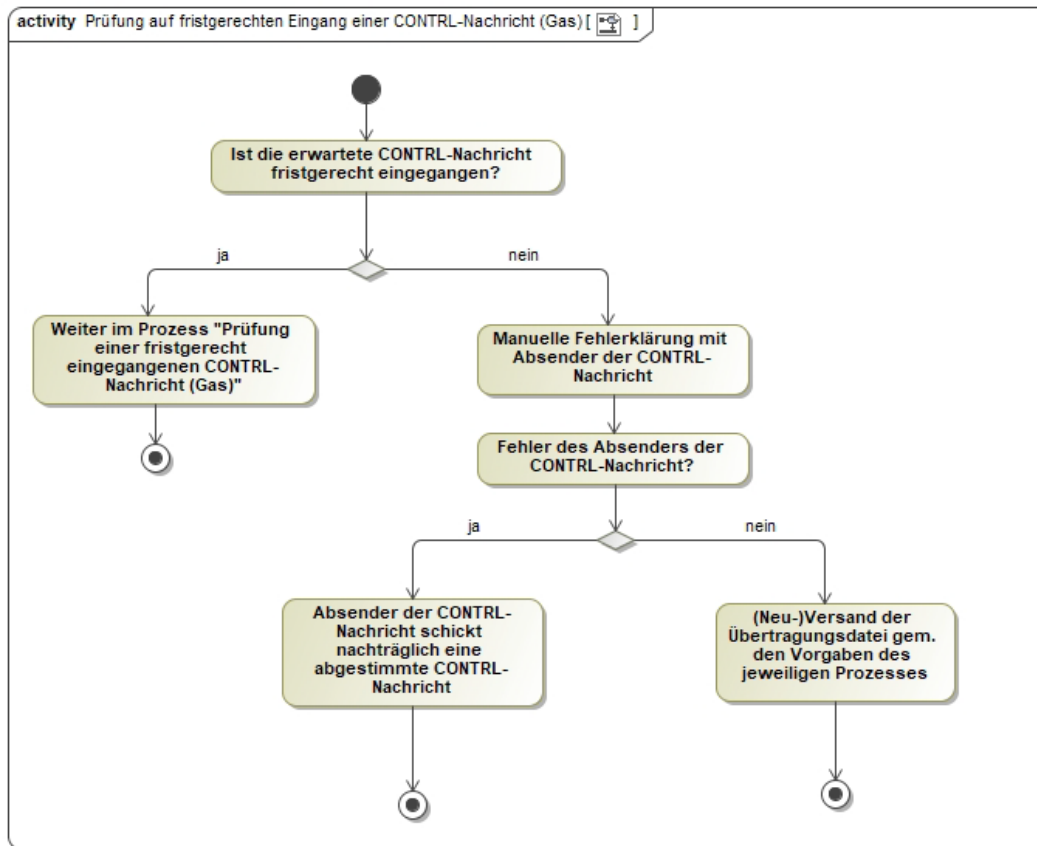 activity Prüfung auf fristgerechten Eingang einer CONTRL-Nachricht (Gas) [ ]
Ist die erwartete CONTRL-Nachricht
fristgerecht eingegangen?
ja
nein
Weiter im Prozess "Prüfung
einer fristgerecht
eingegangenen CONTRL-
Nachricht (Gas)"
Manuelle Fehlerklärung mit
Absender der CONTRL-
Nachricht
Fehler des Absenders der
CONTRL-Nachricht?
ja
nein
Absender der CONTRL-
Nachricht schickt
nachträglich eine
abgestimmte CONTRL-
Nachricht
(Neu-)Versand der
Übertragungsdatei gem.
den Vorgaben des
jeweiligen Prozesses